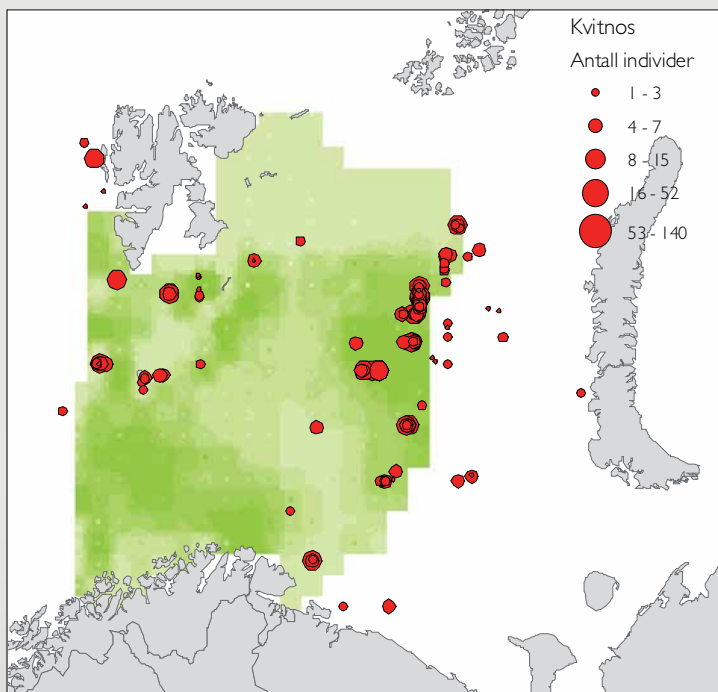 Kvitnos
Antall individer
1 - 3
4 - 7
8 - 15
16 - 52
53 - 140